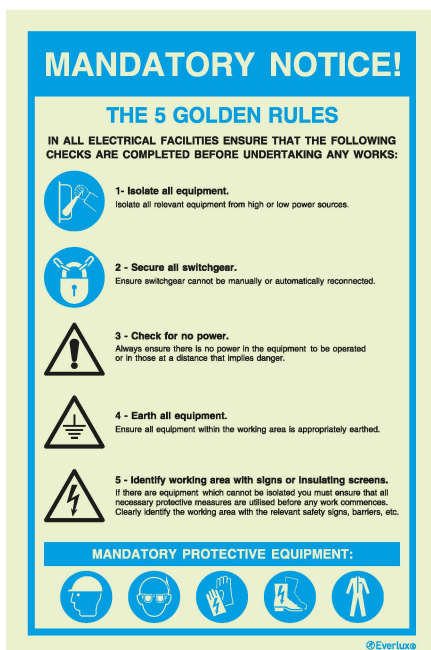 MANDATORY NOTICE!
THE 5 GOLDEN RULES
IN ALL ELECTRICAL FACILITIES ENSURE THAT THE FOLLOWING
CHECKS ARE COMPLETED BEFORE UNDERTAKING ANY WORKS:
1- Isolate all equipment.
Isolate all relevant equipment from high or low power sources.
2 - Secure all switchgear.
Ensure switchgear cannot be manually or automatically reconnected.
3 - Check for no power.
Always ensure there is no power in the equipment to be operated
or in those at a distance that implies danger.
4 - Earth all equipment.
Ensure all equipment within the working area is appropriately earthed.
5 - Identify working area with signs or insulating screens.
If there are equipment which cannot be isolated you must ensure that all
necessary protective measures are utilised before any work commences.
Clearly identify the working area with the relevant safety signs, barriers, etc.
MANDATORY PROTECTIVE EQUIPMENT:
Everlux